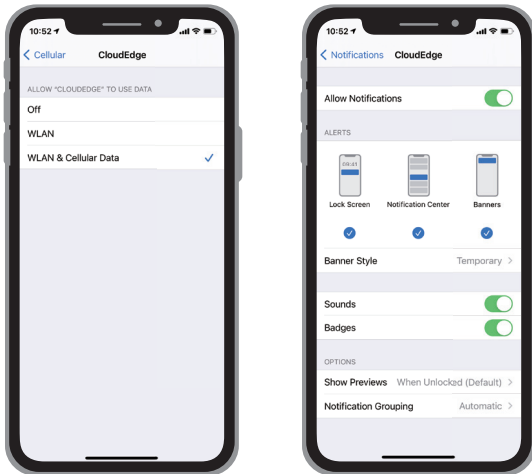 10:52
Cellular CloudEdge
ALLOW "CLOUDEDGE" TO USE DATA
Off
WLAN
WLAN & Cellular Data
10:52
Notifications CloudEdge
Allow Notifications
ALERTS
09:41
Lock Screen Notification Center Banners
Banner Style Temporary
Sounds
Badges
OPTIONS
Show Previews When Unlocked (Default)
Notification Grouping Automatic